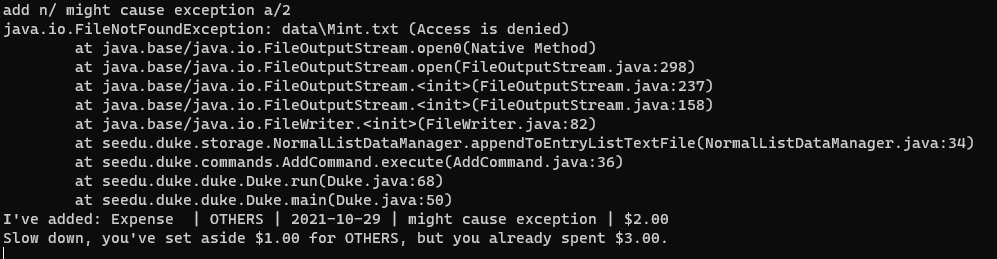 add n/ might cause exception a/2
java.io.FileNotFoundException: data\Mint.txt (Access is denied)
        at java.base/java.io.FileOutputStream.open0(Native Method)
        at java.base/java.io.FileOutputStream.open(FileOutputStream.java:298)
        at java.base/java.io.FileOutputStream.<init>(FileOutputStream.java:237)
        at java.base/java.io.FileOutputStream.<init>(FileOutputStream.java:158)
        at java.base/java.io.FileWriter.<init>(FileWriter.java:82)
        at seedu.duke.storage.NormalListDataManager.appendToEntryListTextFile(NormalListDataManager.java:34)
        at seedu.duke.commands.AddCommand.execute(AddCommand.java:36)
        at seedu.duke.duke.Duke.run(Duke.java:68)
        at seedu.duke.duke.Duke.main(Duke.java:50)
I've added: Expense  | OTHERS | 2021-10-29 | might cause exception | $2.00
Slow down, you've set aside $1.00 for OTHERS, but you already spent $3.00.